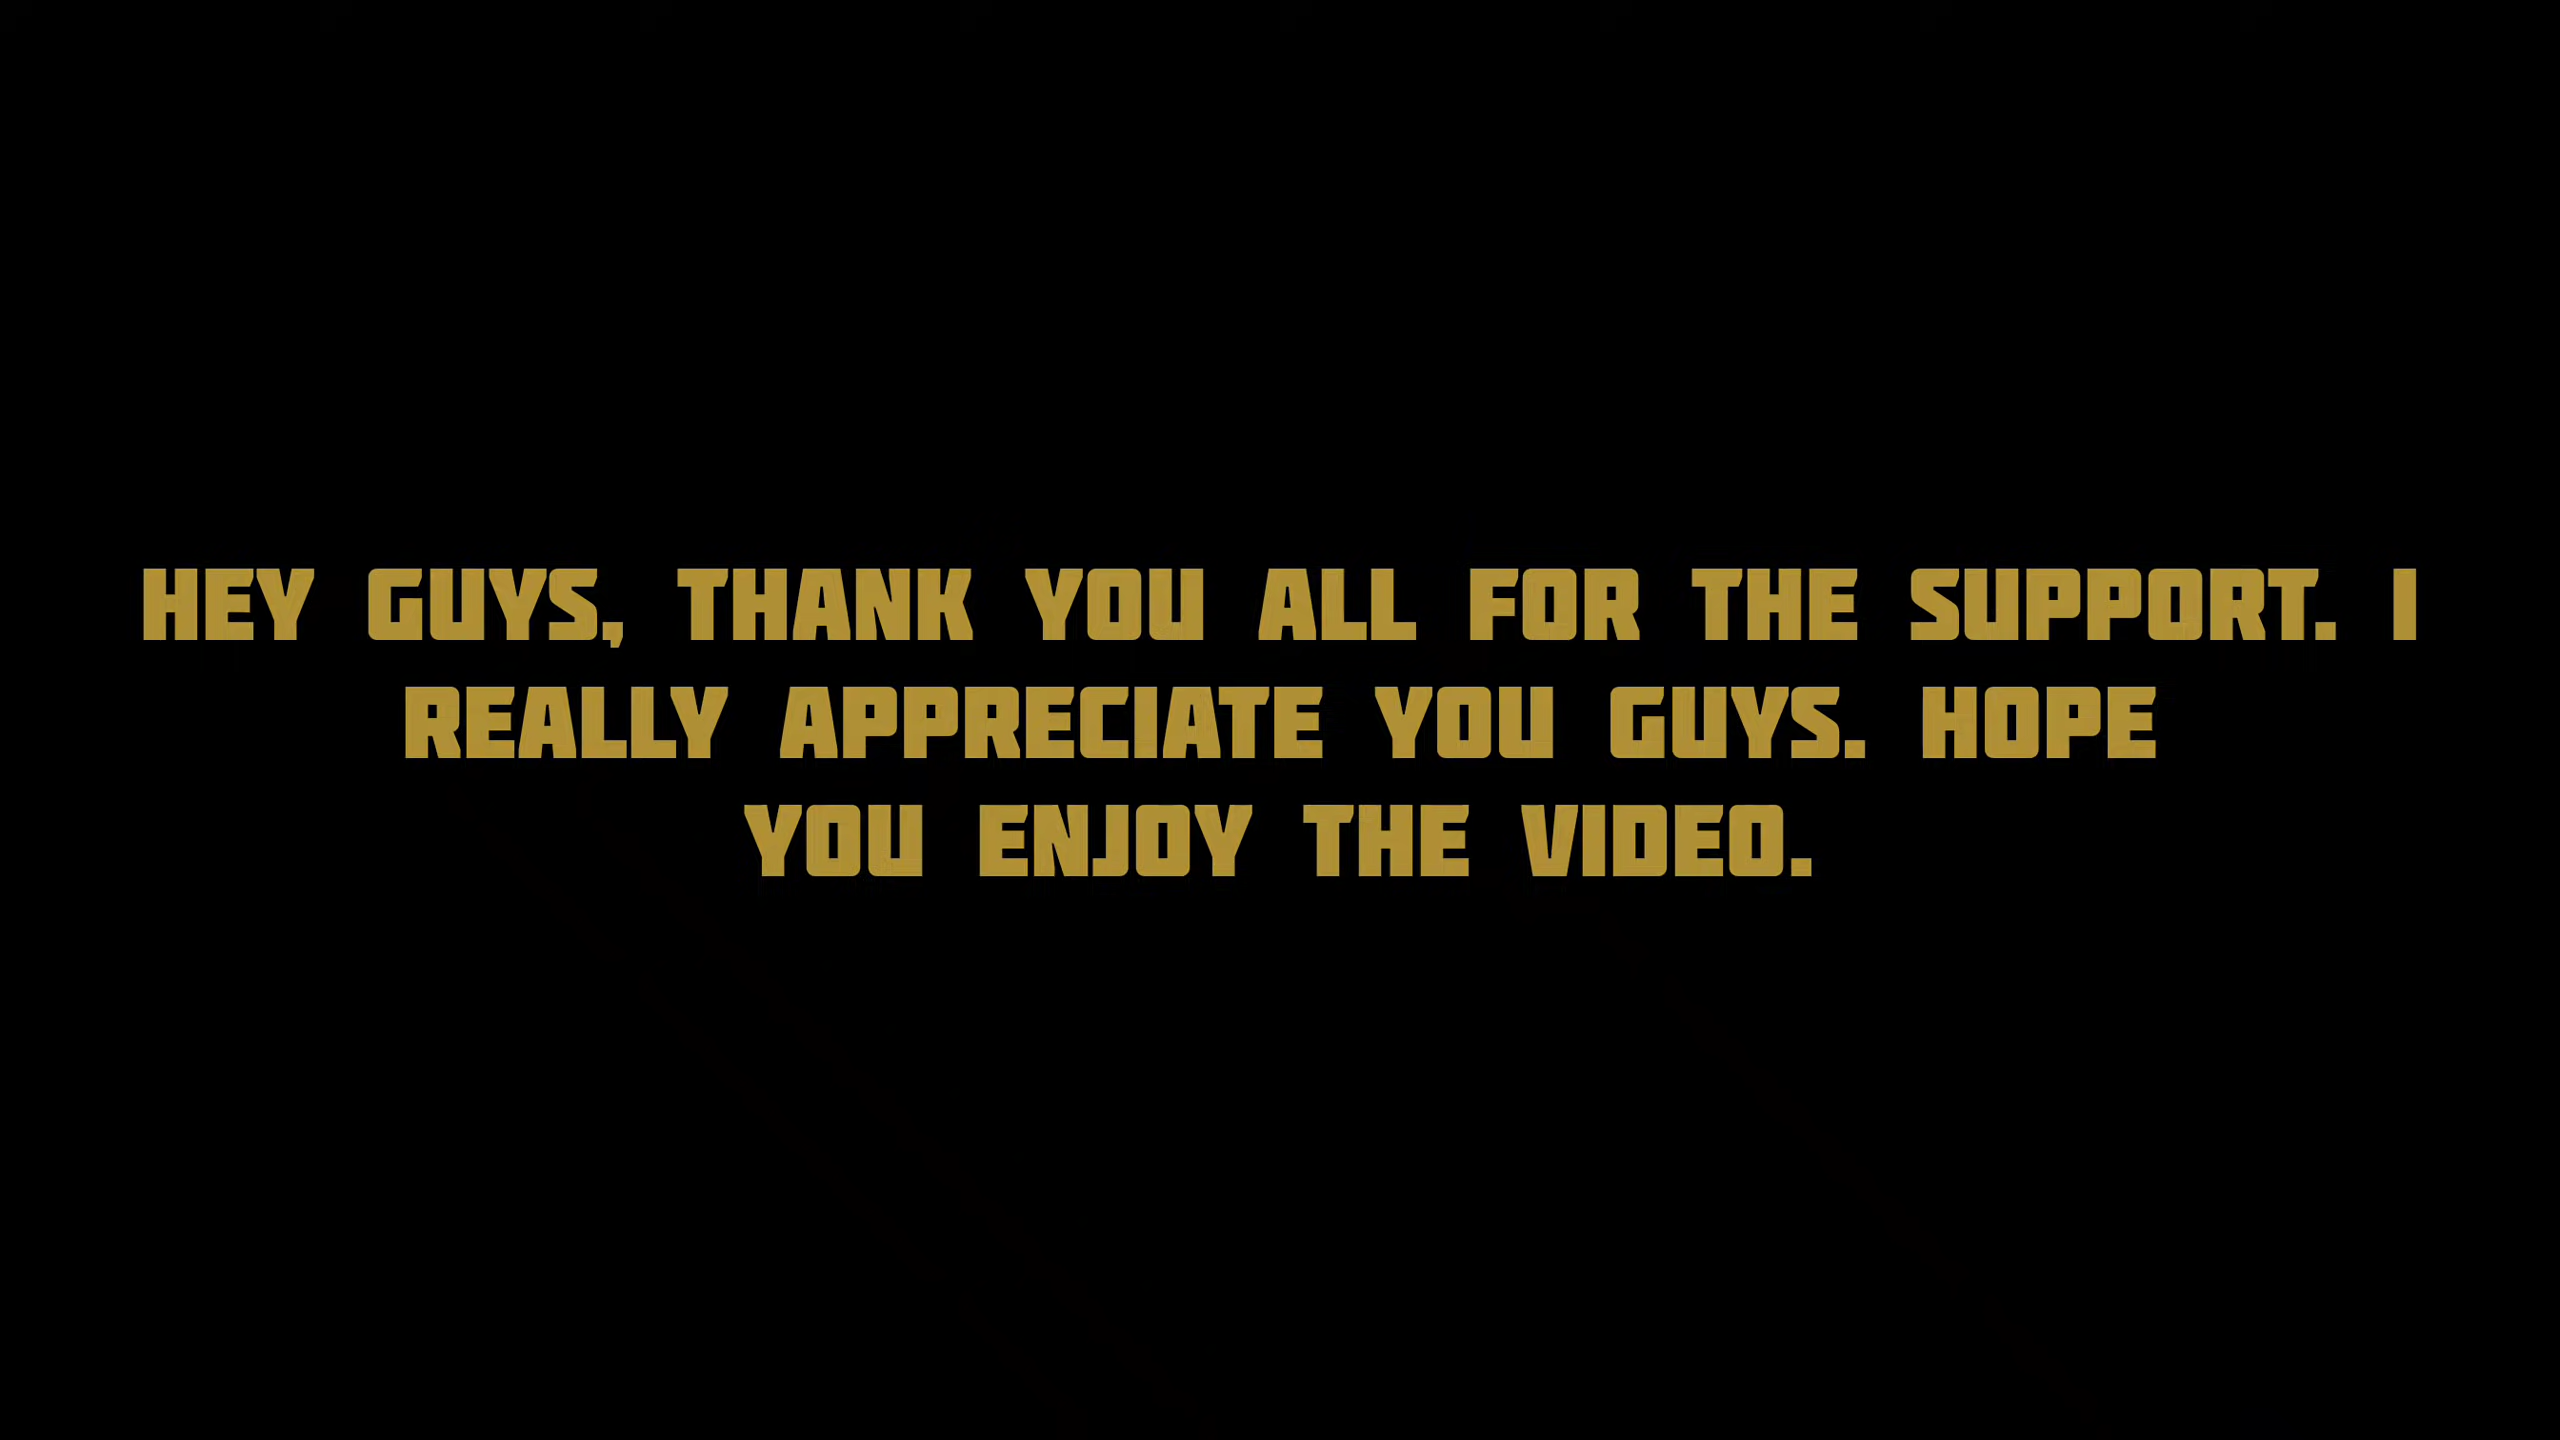 HEY GUYS, THANK YOU ALL FOR THE SUPPORT. I
REALLY APPRECIATE YOU GUYS. HOPE
YOU ENJOY THE VIDEO.